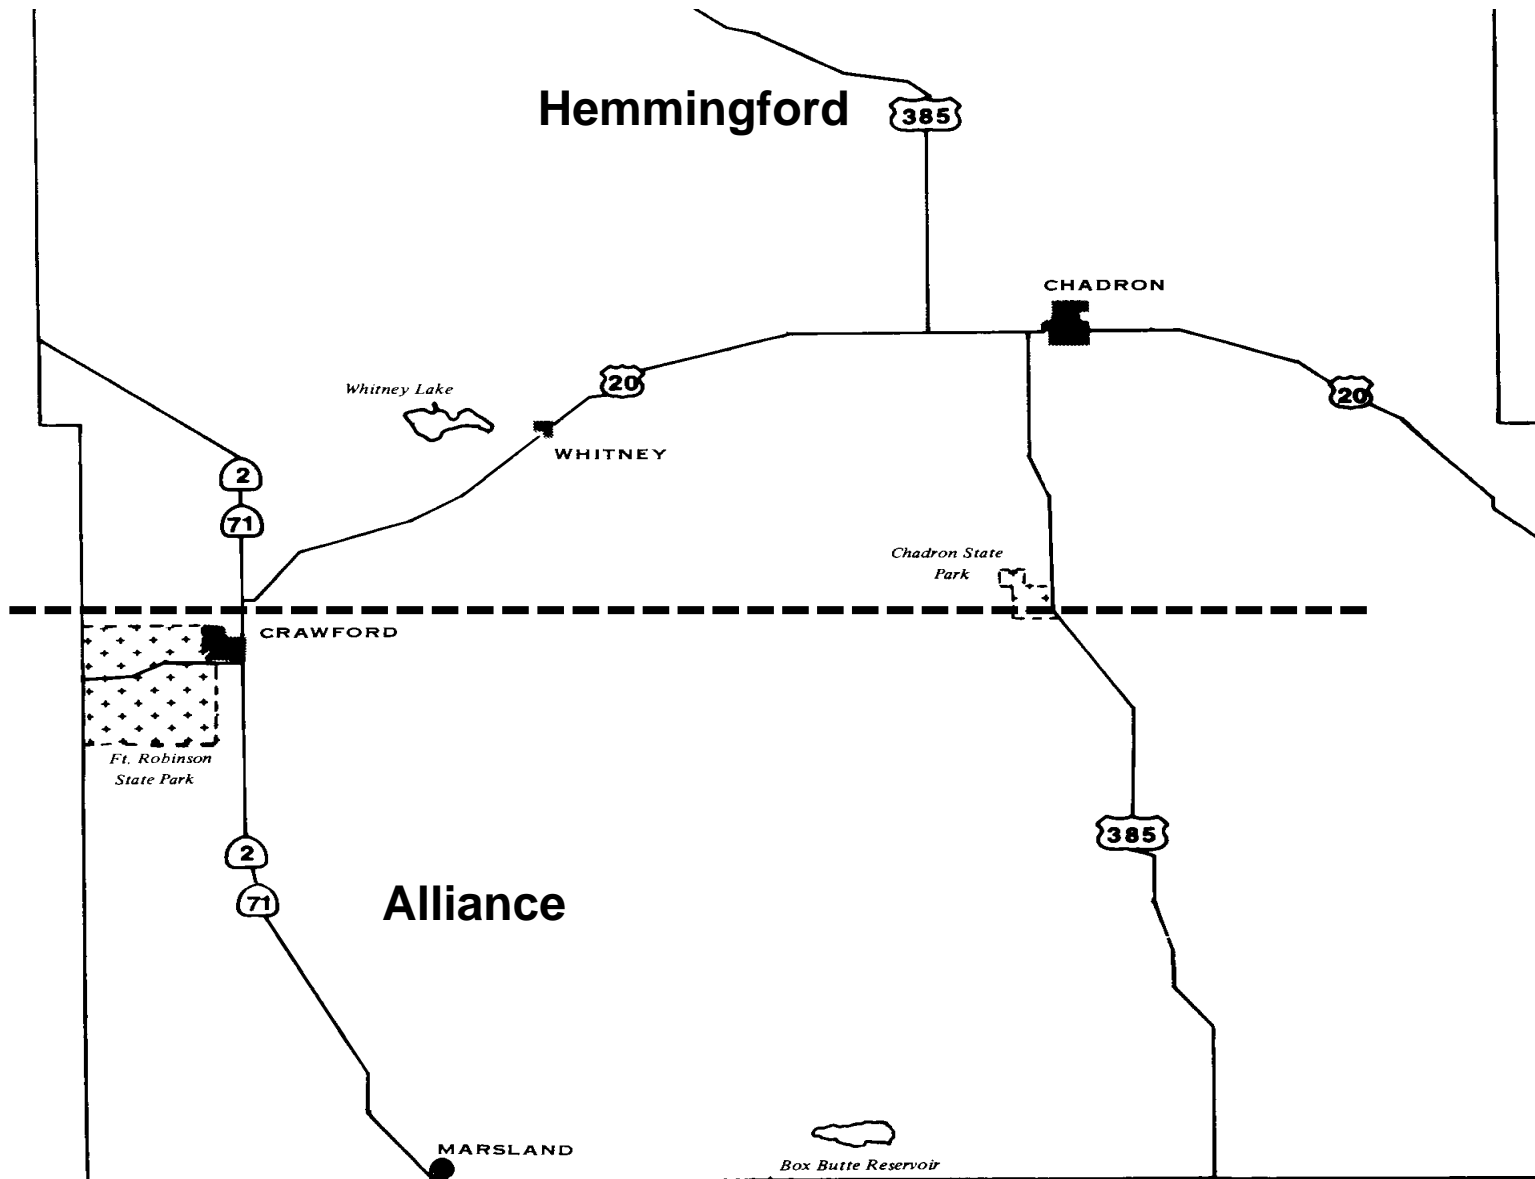 Hemmingford
385
CHADRON
Whitney Lake
20
20
WHITNEY
2
71
Chadron State
Park
CRAWFORD
Ft. Robinson
State Park
385
2
71
Alliance
MARSLAND
Box Butte Reservoir